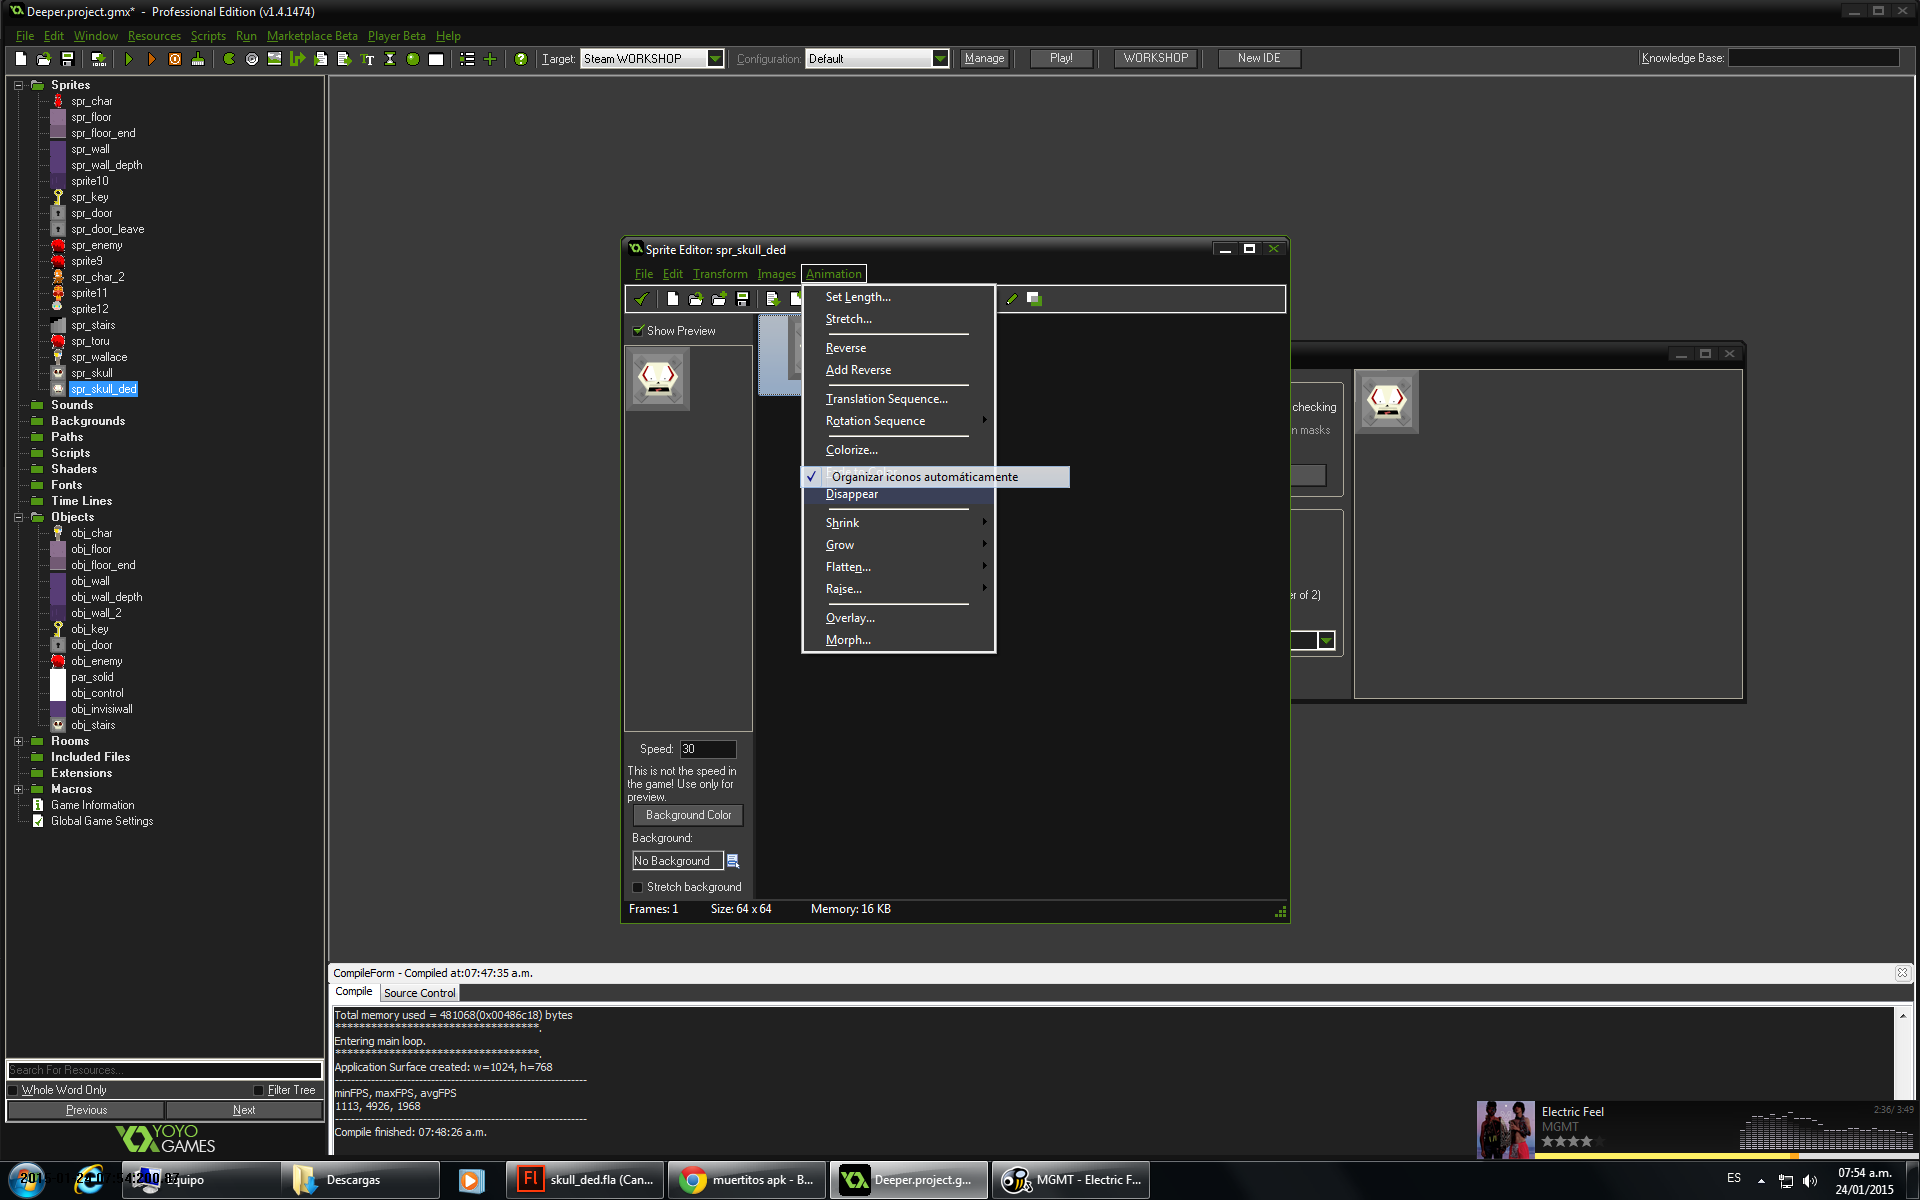 Deeper.project.gmx*  -  Professional Edition (v1.4.1474)
File Edit Window Resources Scripts Run Marketplace Beta Player Beta Help
Target: Steam WORKSHOP Configuration: Default Manage Play! WORKSHOP New IDE Knowledge Base:
Sprites
spr_char
spr_floor
spr_floor_end
spr_wall
spr_wall_depth
sprite10
spr_key
spr_door
spr_door_leave
spr_enemy
sprite9
spr_char_2
sprite11
sprite12
spr_stairs
spr_toru
spr_wallace
spr_skull
spr_skull_ded
Sounds
Backgrounds
Paths
Scripts
Shaders
Fonts
Time Lines
Objects
obj_char
obj_floor
obj_floor_end
obj_wall
obj_wall_depth
obj_wall_2
obj_key
obj_door
obj_enemy
par_solid
obj_control
obj_invisiwall
obj_stairs
Rooms
Included Files
Extensions
Macros
Game Information
Global Game Settings
Search For Resources...
Whole Word Only Filter Tree
Previous Next
YOYO
GAMES
Sprite Editor: spr_skull_ded
File Edit Transform Images Animation
Show Preview
Set Length...
Stretch...
Reverse
Add Reverse
Translation Sequence...
Rotation Sequence
Colorize...
Organizar iconos automáticamente
Disappear
Shrink
Grow
Flatten...
Raise...
Overlay...
Morph...
Speed: 30
This is not the speed in
the game! Use only for
preview.
Background Color
Background:
No Background
Stretch background
Frames: 1 Size: 64 x 64 Memory: 16 KB
checking
n masks
er of 2)
CompileForm - Compiled at:07:47:35 a.m.
Compile Source Control
Total memory used = 481068(0x00486c18) bytes
**********************************.
Entering main loop.
**********************************.
Application Surface created: w=1024, h=768
minFPS, maxFPS, avgFPS
1113, 4926, 1968
Compile finished: 07:48:26 a.m.
Electric Feel
MGMT
2:36/ 3:49
Equipo
Descargas
skull_ded.fla (Can...
muertitos apk - B...
Deeper.project.g...
MGMT - Electric F...
ES
07:54 a.m.
24/01/2015